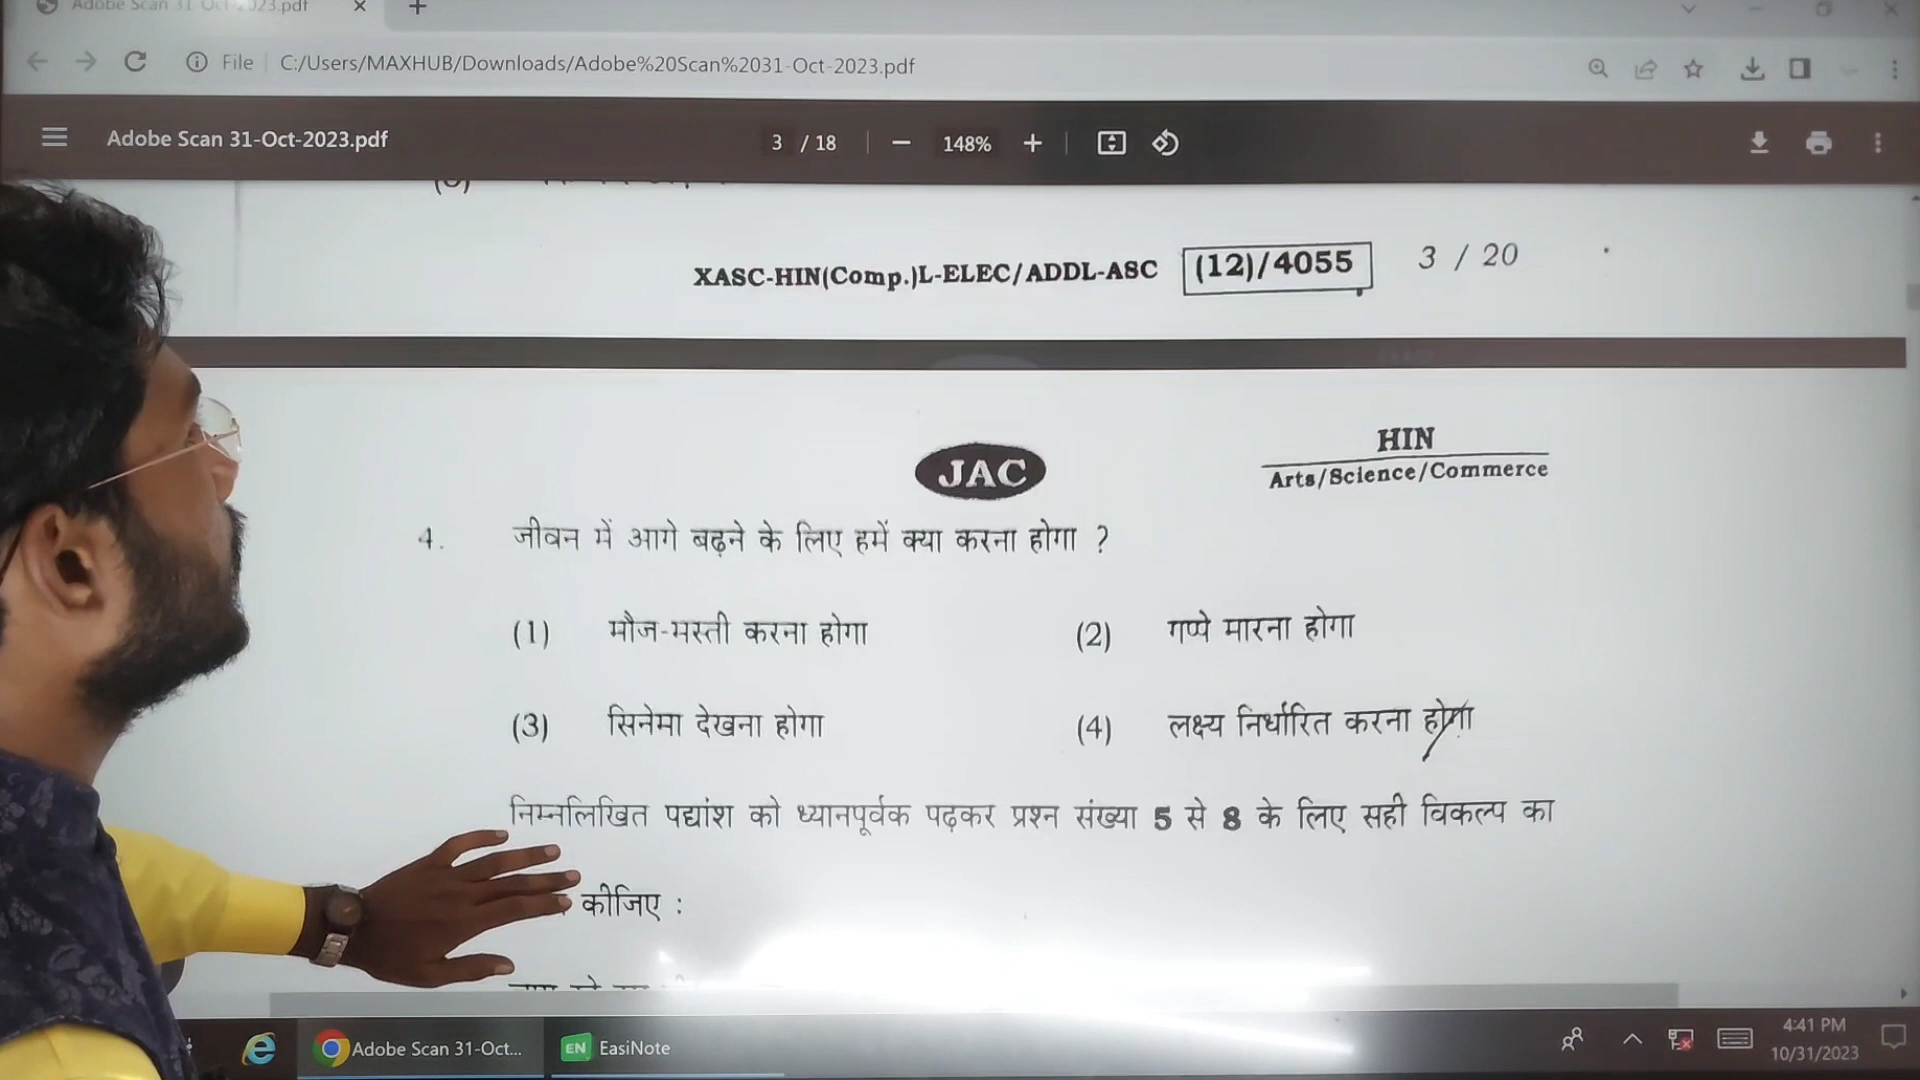 Adobe Scan 31-Oct-2023.pdf
File C:/Users/MAXHUB/Downloads/Adobe%20Scan%2031-Oct-2023.pdf
Adobe Scan 31-Oct-2023.pdf 3 / 18 148%
XASC-HIN(Comp.)L-ELEC/ADDL-ASC (12)/4055 3 / 20
JAC
HIN
Arts/Science/Commerce
4. जीवन में आगे बढ़ने के लिए हमें क्या करना होगा ?
(1) मौज-मस्ती करना होगा (2) गप्पे मारना होगा
(3) सिनेमा देखना होगा (4) लक्ष्य निर्धारित करना होगा
निम्नलिखित पद्यांश को ध्यानपूर्वक पढ़कर प्रश्न संख्या 5 से 8 के लिए सही विकल्प का
कीजिए :
Adobe Scan 31-Oct... EN EasiNote 4:41 PM
10/31/2023